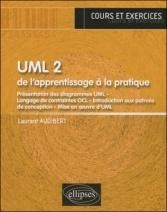 COURS ET EXERCICES
UML 2
de l'apprentissage à la pratique
Présentation des diagrammes UML -
Langage de contraintes OCL - Introduction aux patrons
de conception - Mise en œuvre d'UML
Laurent AUDIBERT
ellipses